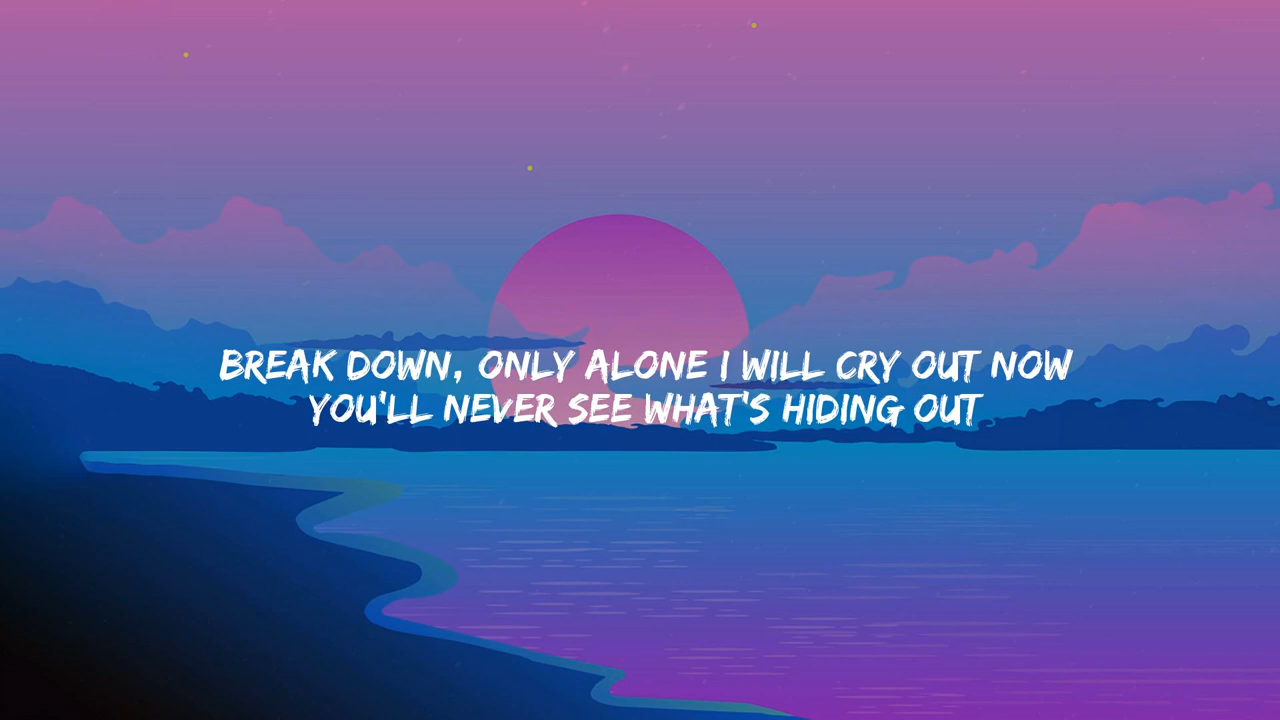 BREAK DOWN, ONLY ALONE I WILL CRY OUT NOW
YOU'LL NEVER SEE WHAT'S HIDING OUT